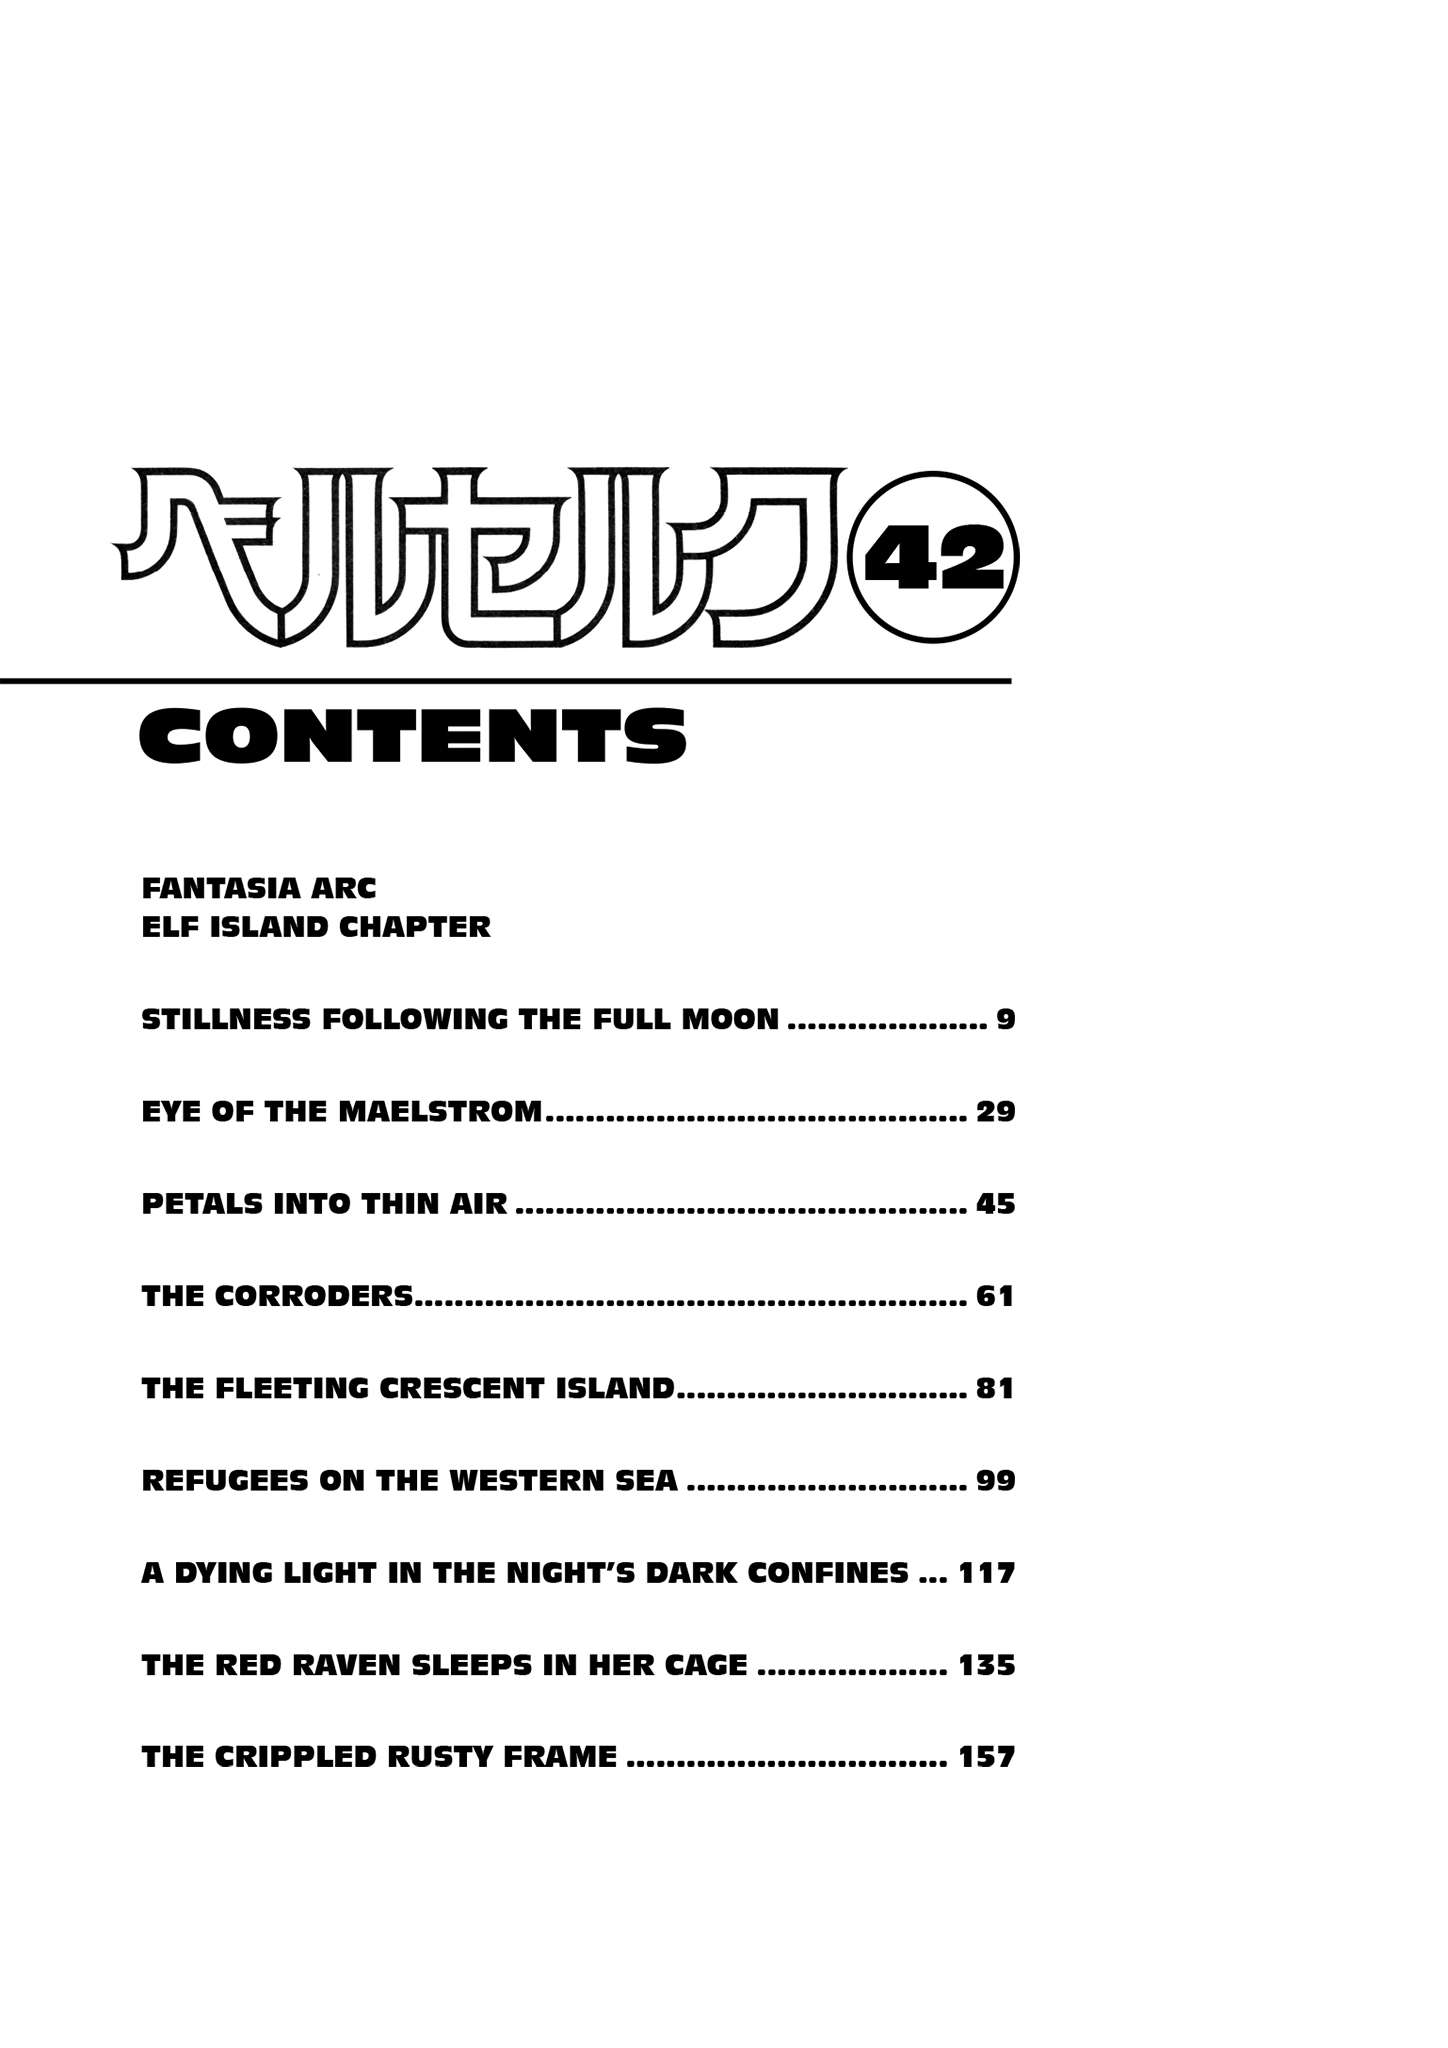 ベルセルク 42
CONTENTS
FANTASIA ARC
ELF ISLAND CHAPTER
STILLNESS FOLLOWING THE FULL MOON .................... 9
EYE OF THE MAELSTROM.......................................... 29
PETALS INTO THIN AIR ............................................. 45
THE CORRODERS....................................................... 61
THE FLEETING CRESCENT ISLAND............................. 81
REFUGEES ON THE WESTERN SEA ............................ 99
A DYING LIGHT IN THE NIGHT’S DARK CONFINES ... 117
THE RED RAVEN SLEEPS IN HER CAGE ................... 135
THE CRIPPLED RUSTY FRAME ................................ 157